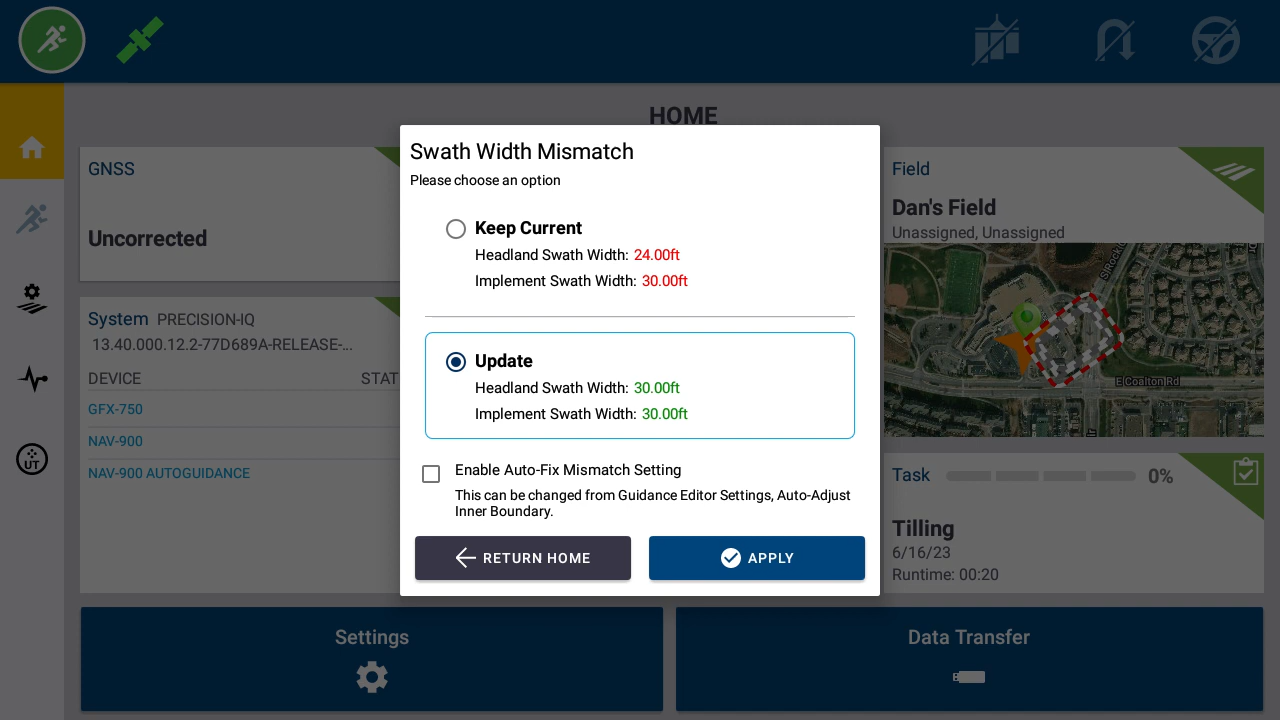 HOME
GNSS
Uncorrected
System PRECISION-IQ
13.40.000.12.2-77D689A-RELEASE-...
DEVICE STAT
GFX-750
NAV-900
NAV-900 AUTOGUIDANCE
UT
Swath Width Mismatch
Please choose an option
Keep Current
Headland Swath Width: 24.00ft
Implement Swath Width: 30.00ft
Update
Headland Swath Width: 30.00ft
Implement Swath Width: 30.00ft
Enable Auto-Fix Mismatch Setting
This can be changed from Guidance Editor Settings, Auto-Adjust
Inner Boundary.
RETURN HOME
APPLY
Field
Dan's Field
Unassigned, Unassigned
E Coalton Rd
Task 0%
Tilling
6/16/23
Runtime: 00:20
Settings
Data Transfer